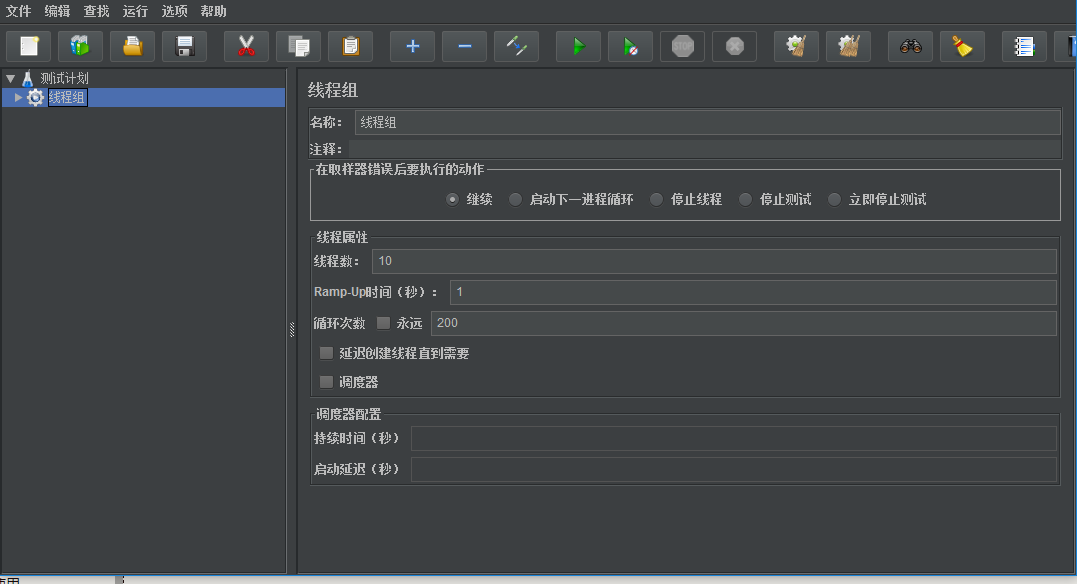 文件 编辑 查找 运行 选项 帮助
STOP
测试计划
线程组
线程组
名称： 线程组
注释：
在取样器错误后要执行的动作
继续 启动下一进程循环 停止线程 停止测试 立即停止测试
线程属性
线程数： 10
Ramp-Up时间（秒）： 1
循环次数 永远 200
延迟创建线程直到需要
调度器
调度器配置
持续时间（秒）
启动延迟（秒）